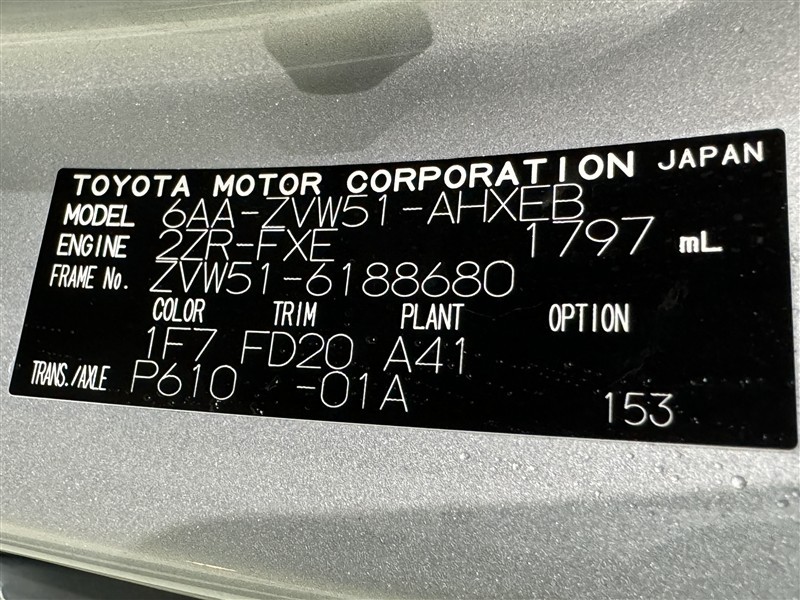 TOYOTA MOTOR CORPORATION JAPAN
MODEL 6AA-ZVW51-AHXEB
ENGINE 2ZR-FXE 1797 mL
FRAME No. ZVW51-6188680
COLOR TRIM PLANT OPTION
1F7 FD20 A41
TRANS./AXLE P610 -01A
153